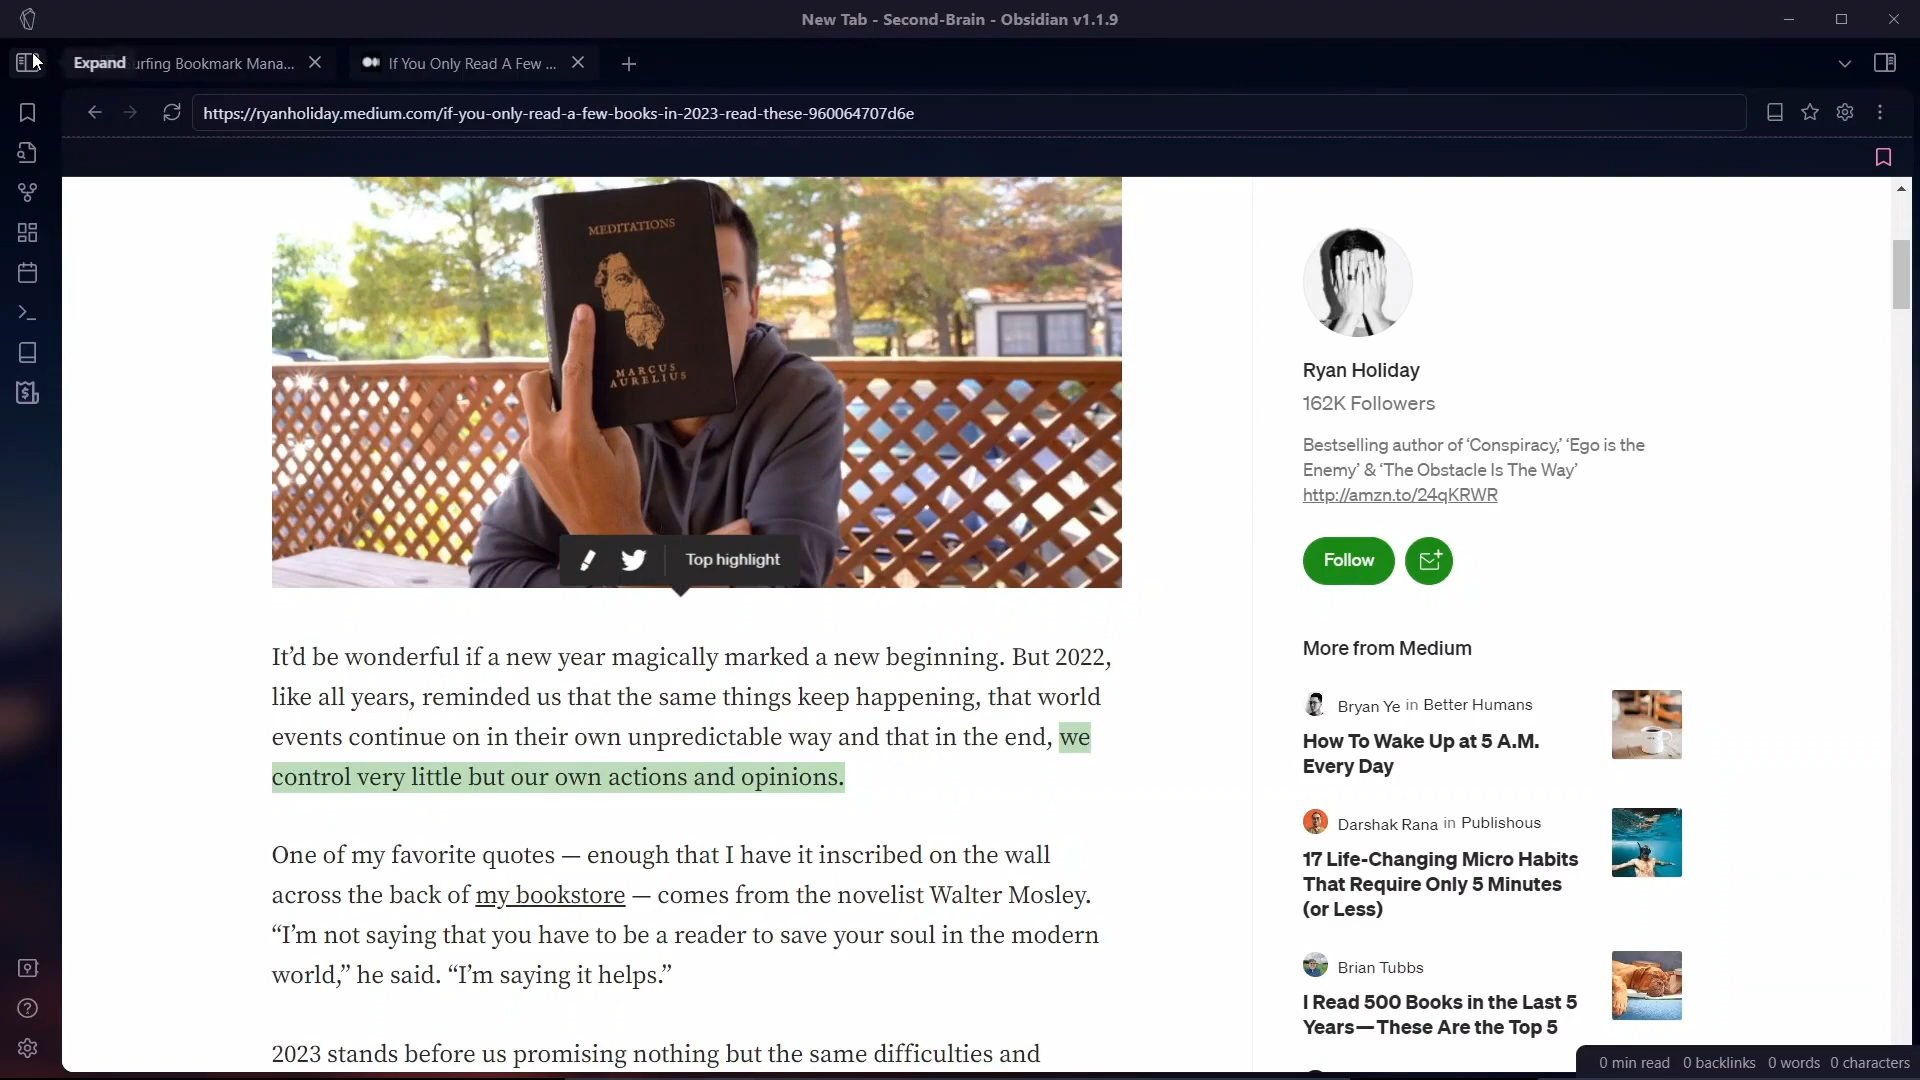 New Tab - Second-Brain - Obsidian v1.1.9
Expand urfing Bookmark Mana... If You Only Read A Few ...
https://ryanholiday.medium.com/if-you-only-read-a-few-books-in-2023-read-these-960064707d6e
MEDITATIONS
MARCUS
AURELIUS
Top highlight
It’d be wonderful if a new year magically marked a new beginning. But 2022,
like all years, reminded us that the same things keep happening, that world
events continue on in their own unpredictable way and that in the end, we
control very little but our own actions and opinions.
One of my favorite quotes — enough that I have it inscribed on the wall
across the back of my bookstore — comes from the novelist Walter Mosley.
“I’m not saying that you have to be a reader to save your soul in the modern
world,” he said. “I’m saying it helps.”
2023 stands before us promising nothing but the same difficulties and
Ryan Holiday
162K Followers
Bestselling author of ‘Conspiracy,’ ‘Ego is the
Enemy’ & ‘The Obstacle Is The Way’
http://amzn.to/24qKRWR
Follow
More from Medium
Bryan Ye in Better Humans
How To Wake Up at 5 A.M.
Every Day
Darshak Rana in Publishous
17 Life-Changing Micro Habits
That Require Only 5 Minutes
(or Less)
Brian Tubbs
I Read 500 Books in the Last 5
Years—These Are the Top 5
0 min read 0 backlinks 0 words 0 characters